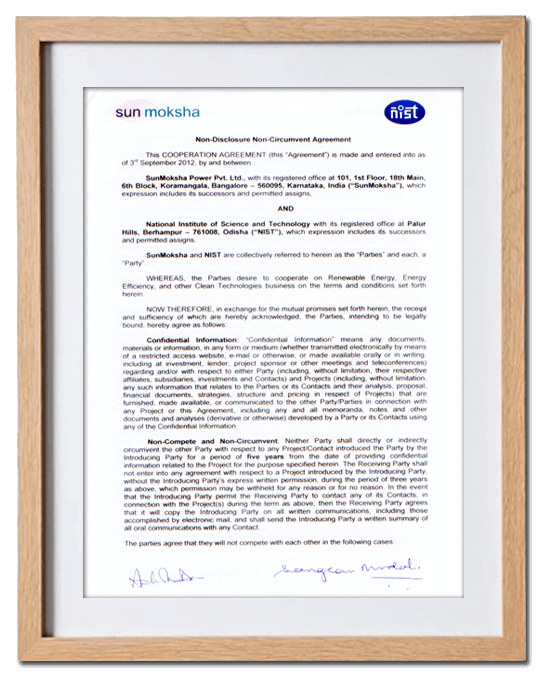 sun moksha
nist
Non-Disclosure Non-Circumvent Agreement
This COOPERATION AGREEMENT (this "Agreement") is made and entered into as
of 3rd September 2012, by and between
SunMoksha Power Pvt. Ltd., with its registered office at 101, 1st Floor, 18th Main,
6th Block, Koramangala, Bangalore – 560095, Karnataka, India ("SunMoksha"), which
expression includes its successors and permitted assigns.
AND
National Institute of Science and Technology with its registered office at Palur
Hills, Berhampur – 761008, Odisha ("NIST"), which expression includes its successors
and permitted assigns.
SunMoksha and NIST are collectively referred to herein as the "Parties" and each, a
"Party".
WHEREAS, the Parties desire to cooperate on Renewable Energy, Energy
Efficiency, and other Clean Technologies business on the terms and conditions set forth
herein.
NOW THEREFORE, in exchange for the mutual promises set forth herein, the receipt
and sufficiency of which are hereby acknowledged, the Parties, intending to be legally
bound, hereby agree as follows:
Confidential Information: "Confidential Information" means any documents,
materials or information, in any form or medium (whether transmitted electronically by means
of a restricted access website, e-mail or otherwise, or made available orally or in writing,
including at investment, lender, project sponsor or other meetings and teleconferences)
regarding and/or with respect to either Party (including, without limitation, their respective
affiliates, subsidiaries, investments and Contacts) and Projects (including, without limitation,
any such information that relates to the Parties or its Contacts and their analysis, proposal,
financial documents, strategies, structure and pricing in respect of Projects) that are
furnished, made available, or communicated to the other Party/Parties in connection with
any Project or this Agreement, including any and all memoranda, notes and other
documents and analyses (derivative or otherwise) developed by a Party or its Contacts using
any of the Confidential Information.
Non-Compete and Non-Circumvent: Neither Party shall directly or indirectly
circumvent the other Party with respect to any Project/Contact introduced the Party by the
Introducing Party for a period of five years from the date of providing confidential
information related to the Project for the purpose specified herein. The Receiving Party shall
not enter into any agreement with respect to a Project introduced by the Introducing Party,
without the Introducing Party's express written permission, during the period of three years
as above, which permission may be withheld for any reason or for no reason. In the event
that the Introducing Party permit the Receiving Party to contact any of its Contacts, in
connection with the Project(s) during the term as above, then the Receiving Party agrees
that it will copy the Introducing Party on all written communications, including those
accomplished by electronic mail, and shall send the Introducing Party a written summary of
all oral communications with any Contact.
The parties agree that they will not compete with each other in the following cases: